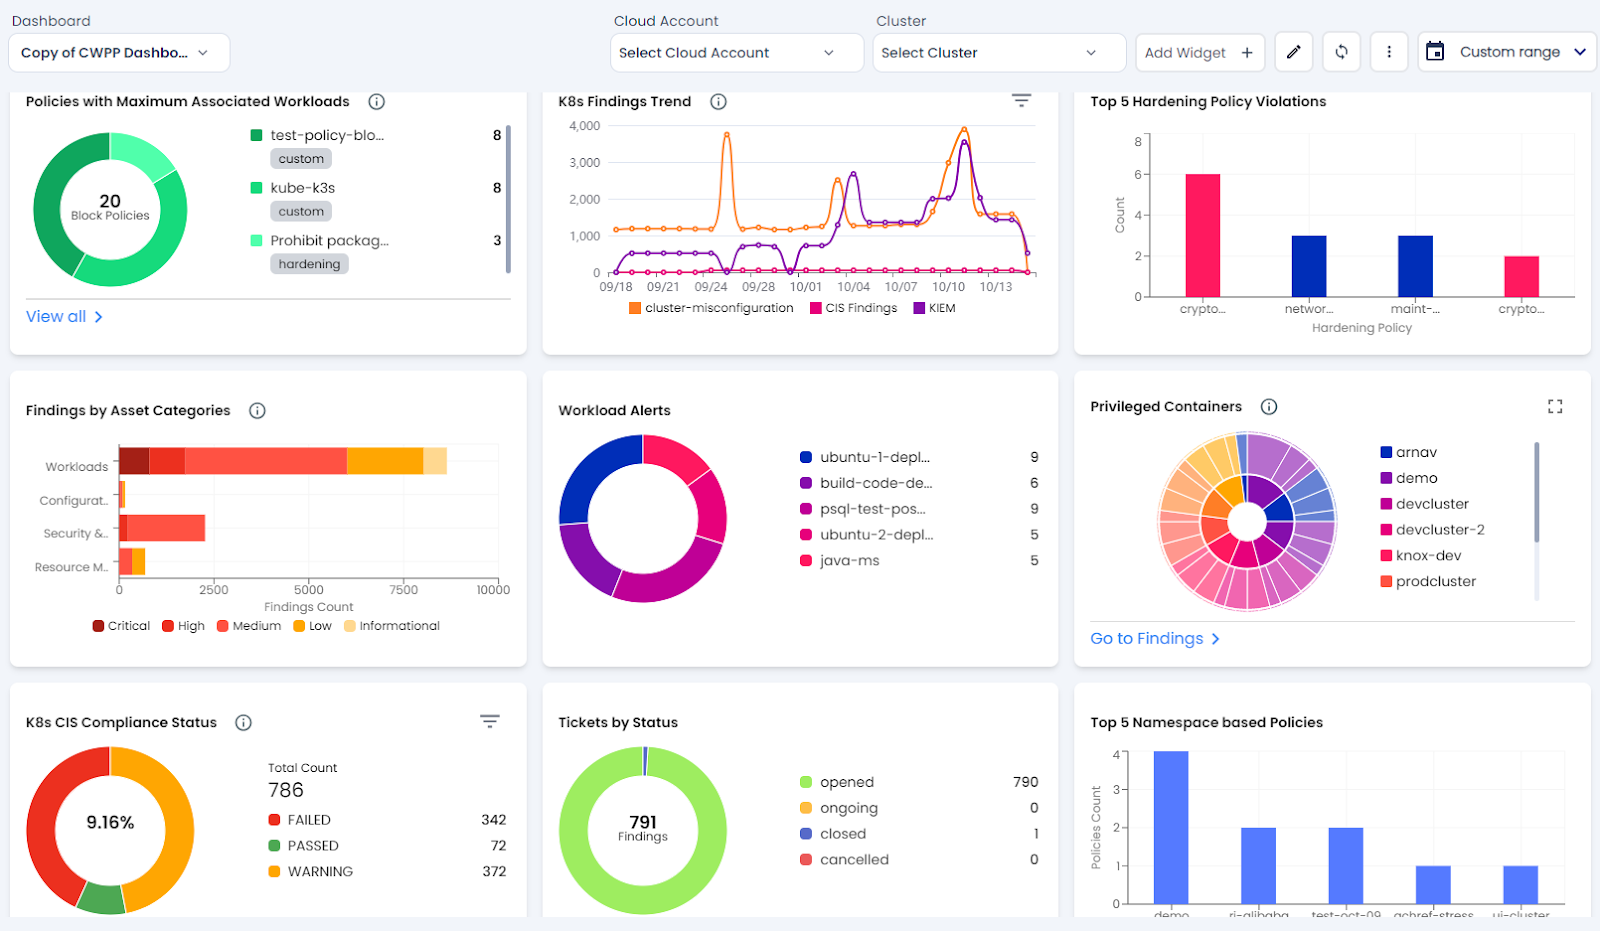 Dashboard
Copy of CWPP Dashbo...
Cloud Account
Select Cloud Account
Cluster
Select Cluster
Add Widget +
Custom range
Policies with Maximum Associated Workloads
20
Block Policies
test-policy-blo... 8
custom
kube-k3s 8
custom
Prohibit packag... 3
hardening
View all
K8s Findings Trend
4,000
3,000
2,000
1,000
0
09/18 09/21 09/24 09/28 10/01 10/04 10/07 10/10 10/13
cluster-misconfiguration CIS Findings KIEM
Top 5 Hardening Policy Violations
Count
8
6
4
2
0
crypto... networ... maint-... crypto...
Hardening Policy
Findings by Asset Categories
Workloads
Configurat..
Security &..
Resource M..
0 2500 5000 7500 10000
Findings Count
Critical High Medium Low Informational
Workload Alerts
ubuntu-1-depl... 9
build-code-de... 6
psql-test-pos... 9
ubuntu-2-depl... 5
java-ms 5
Privileged Containers
arnav
demo
devcluster
devcluster-2
knox-dev
prodcluster
Go to Findings
K8s CIS Compliance Status
9.16%
Total Count
786
FAILED 342
PASSED 72
WARNING 372
Tickets by Status
791
Findings
opened 790
ongoing 0
closed 1
cancelled 0
Top 5 Namespace based Policies
Policies Count
4
3
2
1
0
demo rj-alibaba test-oct-09 achref-stress ui-cluster